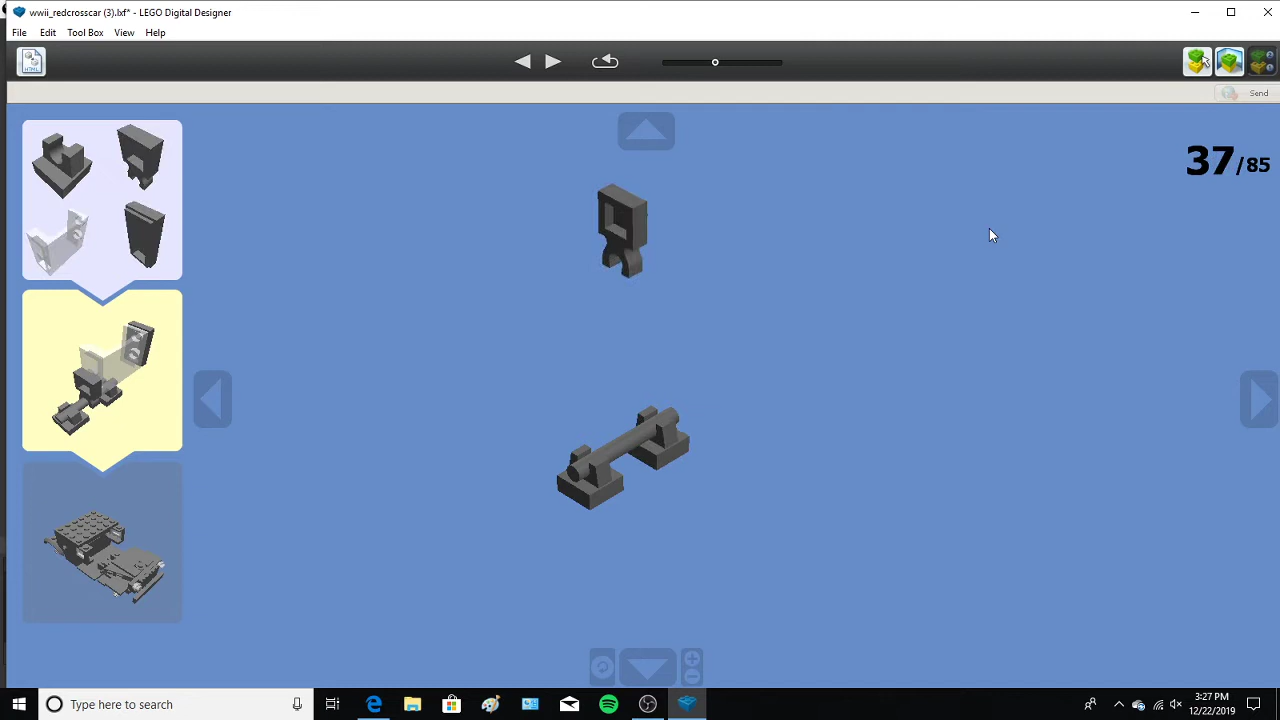 wwii_redcrosscar (3).lxf* - LEGO Digital Designer
File Edit Tool Box View Help
HTML
Send
37/85
Type here to search
3:27 PM
12/22/2019